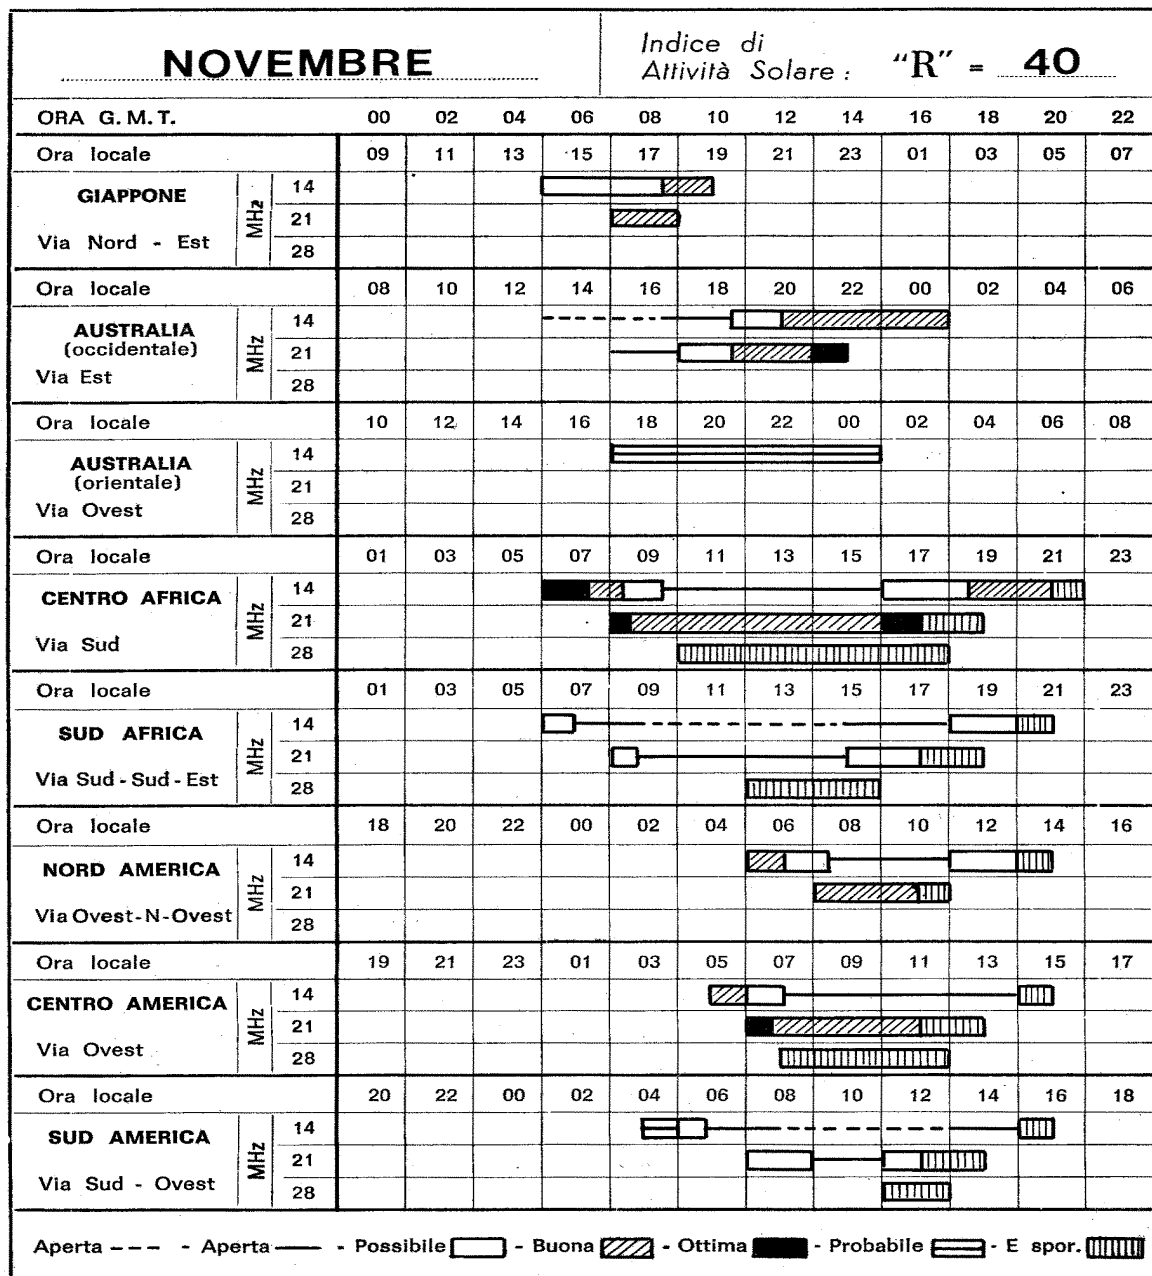 NOVEMBRE
Indice di
Attività Solare : "R" = 40
ORA G.M.T. 00 02 04 06 08 10 12 14 16 18 20 22
Ora locale 09 11 13 15 17 19 21 23 01 03 05 07
GIAPPONE
Via Nord - Est
MHz
14
21
28
Ora locale 08 10 12 14 16 18 20 22 00 02 04 06
AUSTRALIA
(occidentale)
Via Est
MHz
14
21
28
Ora locale 10 12 14 16 18 20 22 00 02 04 06 08
AUSTRALIA
(orientale)
Via Ovest
MHz
14
21
28
Ora locale 01 03 05 07 09 11 13 15 17 19 21 23
CENTRO AFRICA
Via Sud
MHz
14
21
28
Ora locale 01 03 05 07 09 11 13 15 17 19 21 23
SUD AFRICA
Via Sud - Sud - Est
MHz
14
21
28
Ora locale 18 20 22 00 02 04 06 08 10 12 14 16
NORD AMERICA
Via Ovest-N-Ovest
MHz
14
21
28
Ora locale 19 21 23 01 03 05 07 09 11 13 15 17
CENTRO AMERICA
Via Ovest
MHz
14
21
28
Ora locale 20 22 00 02 04 06 08 10 12 14 16 18
SUD AMERICA
Via Sud - Ovest
MHz
14
21
28
Aperta - - - - Aperta — - Possibile - Buona - Ottima - Probabile - E spor.